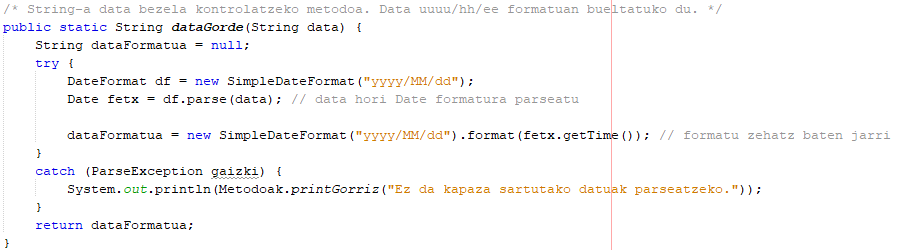 /* String-a data bezela kontrolatzeko metodoa. Data uuuu/hh/ee formatuan bueltatuko du. */
public static String dataGorde(String data) {
    String dataFormatua = null;
    try {
        DateFormat df = new SimpleDateFormat("yyyy/MM/dd");
        Date fetx = df.parse(data); // data hori Date formatura parseatu

        dataFormatua = new SimpleDateFormat("yyyy/MM/dd").format(fetx.getTime()); // formatu zehatz baten jarri
    }
    catch (ParseException gaizki) {
        System.out.println(Metodoak.printGorriz("Ez da kapaza sartutako datuak parseatzeko."));
    }
    return dataFormatua;
}